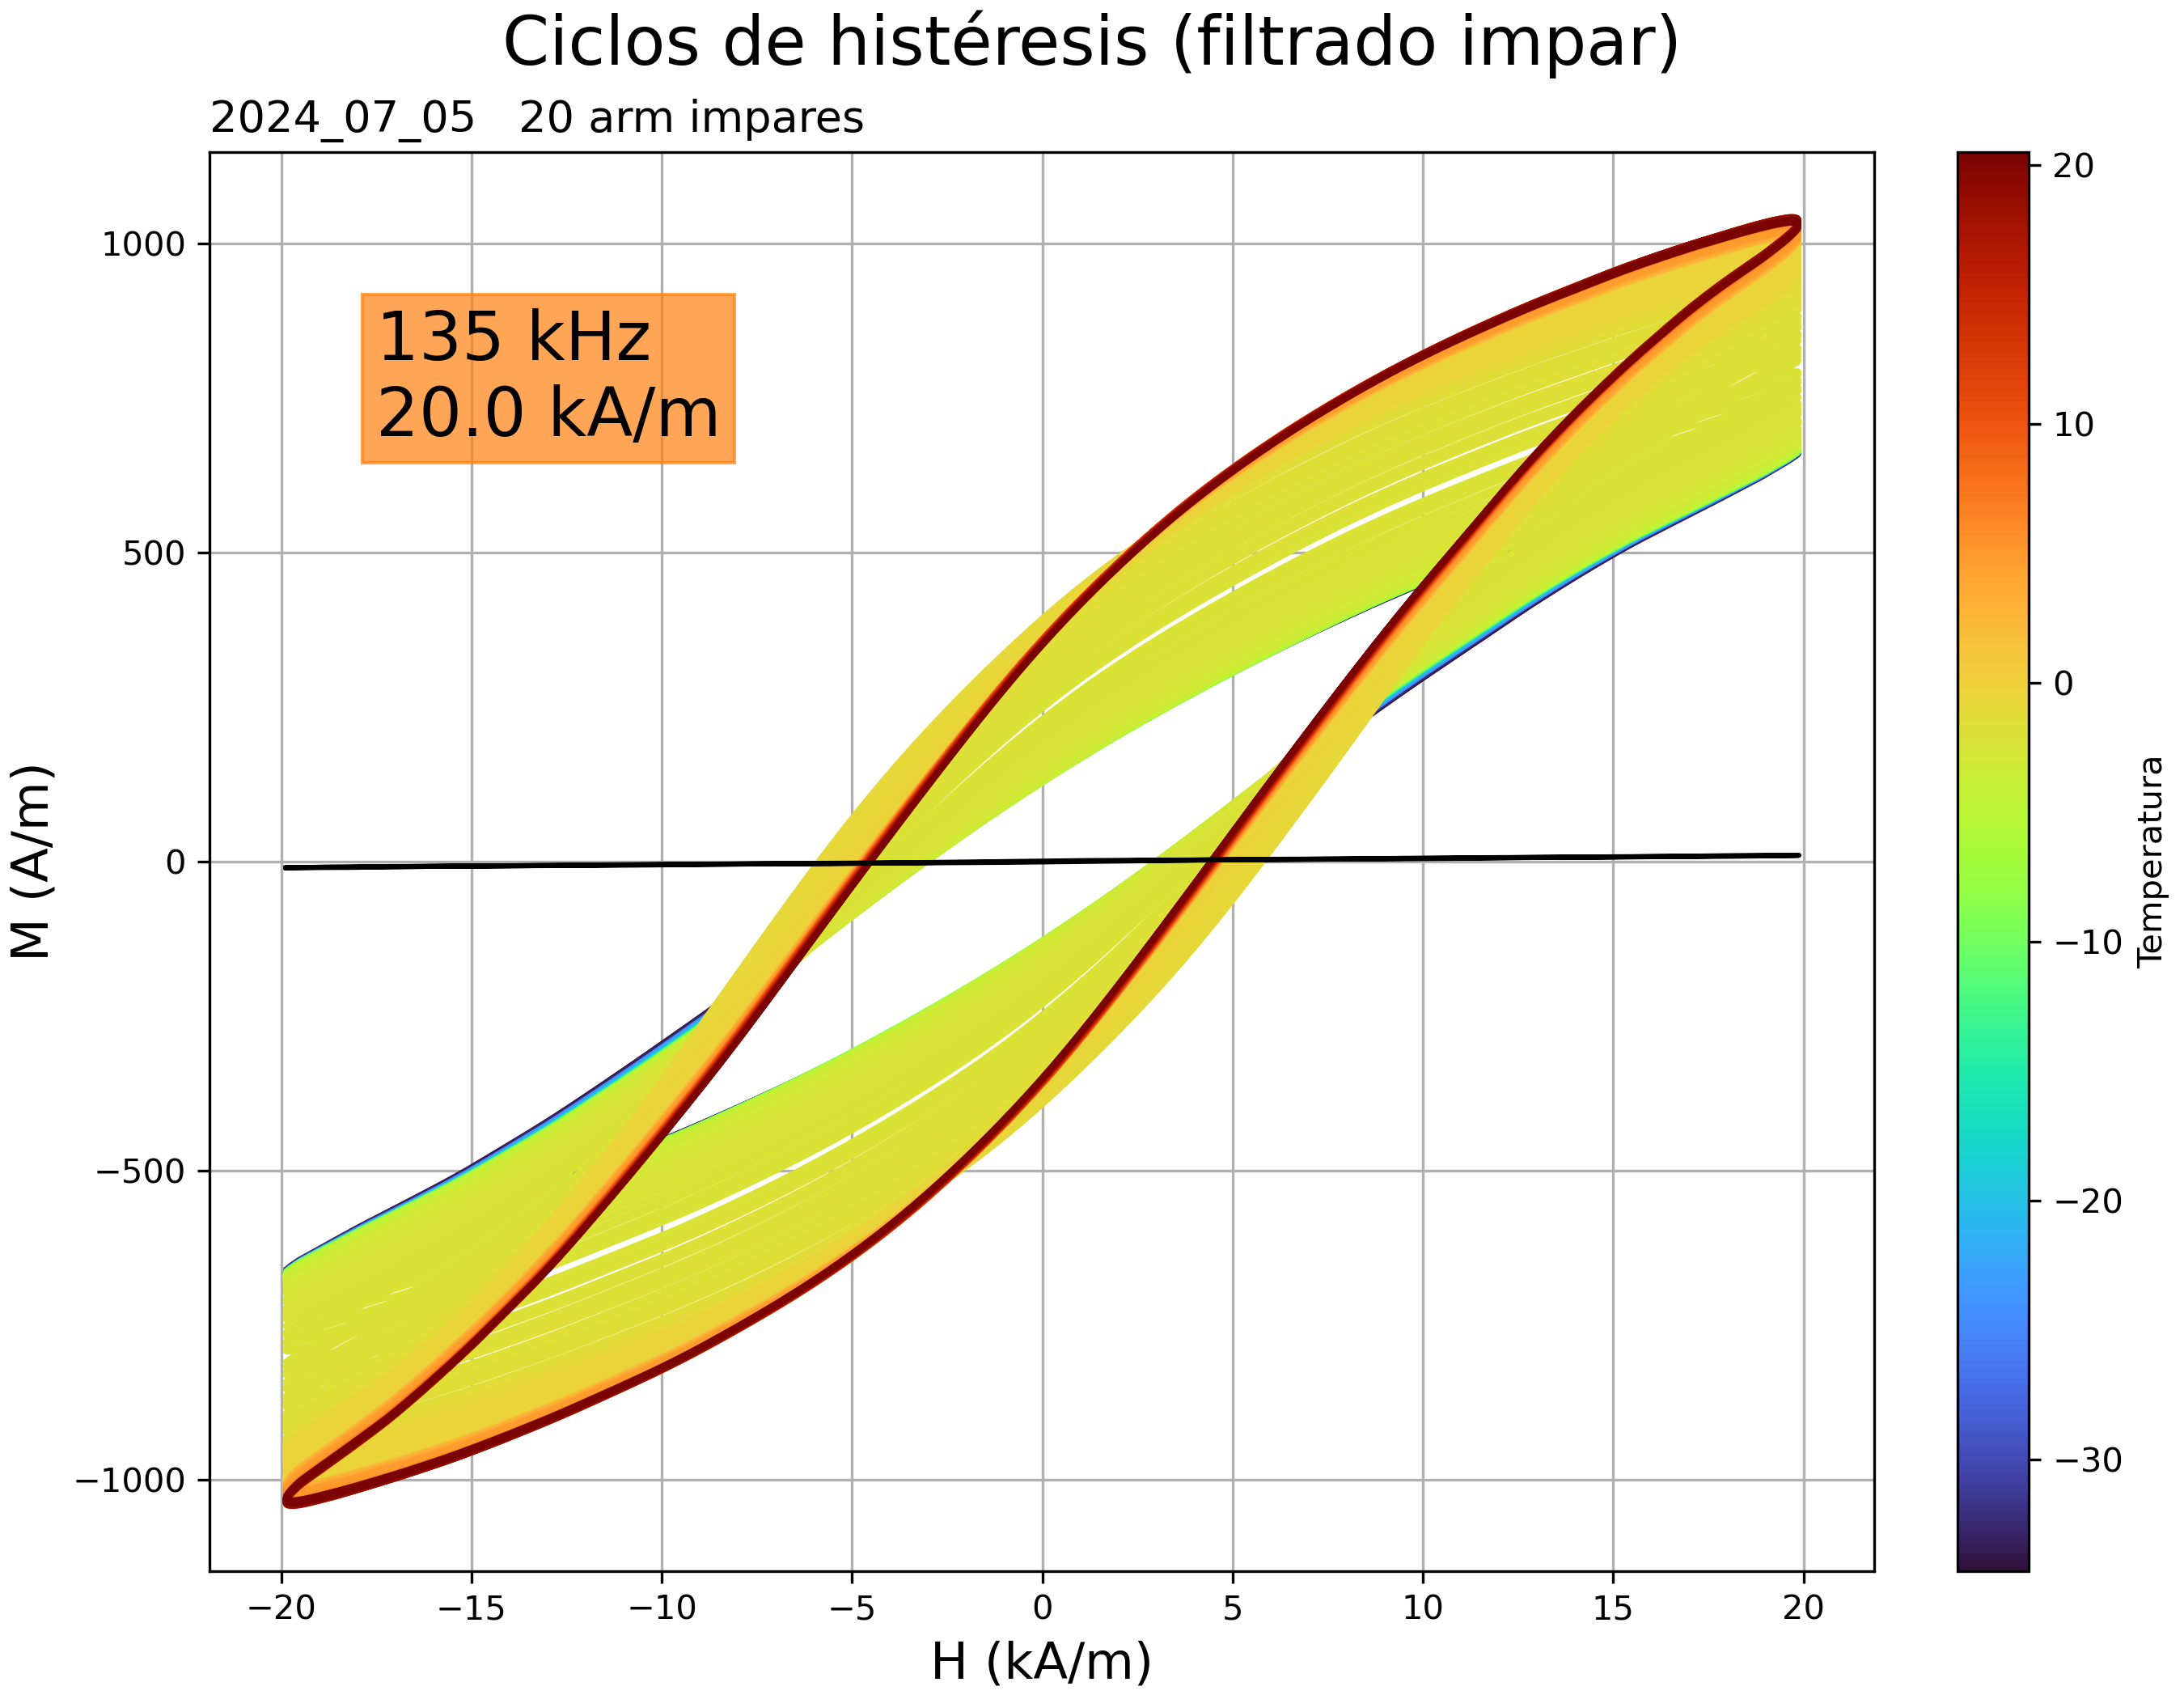 Ciclos de histéresis (filtrado impar)
2024_07_05   20 arm impares
135 kHz
20.0 kA/m
M (A/m)
1000
500
0
−500
−1000
−20
−15
−10
−5
0
5
10
15
20
H (kA/m)
20
10
0
−10
−20
−30
Temperatura